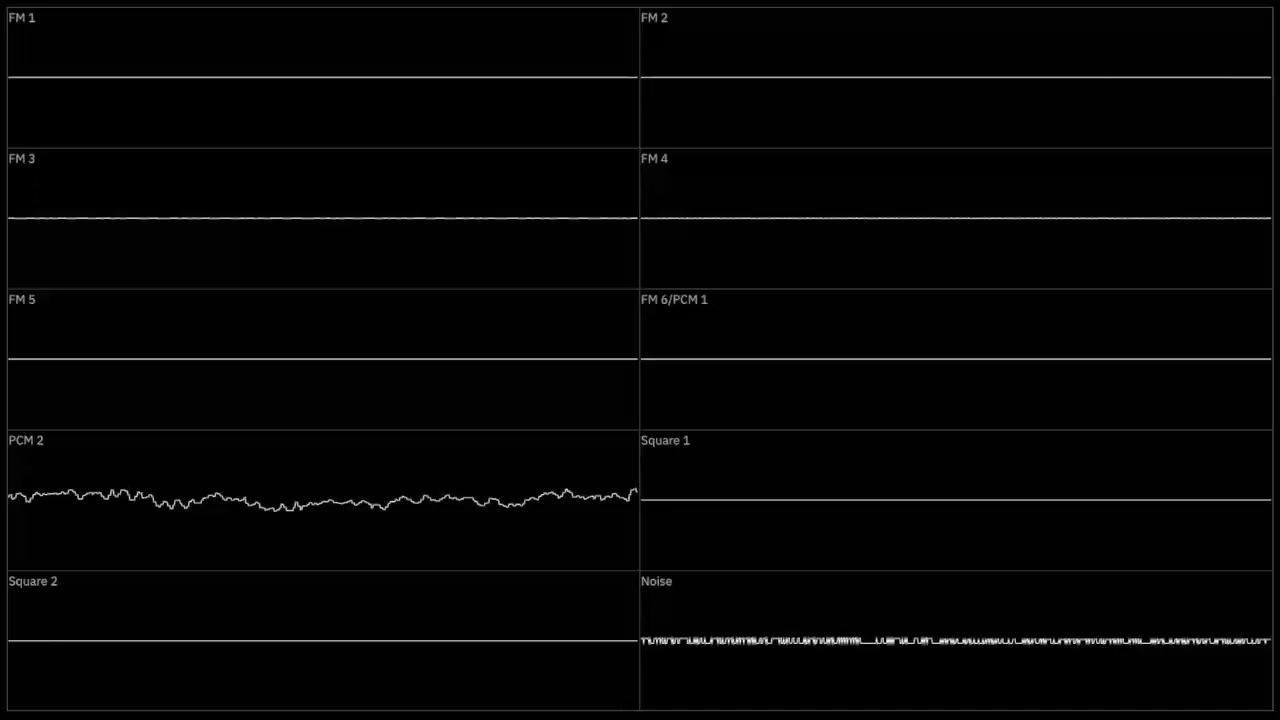 FM 1
FM 2
FM 3
FM 4
FM 5
FM 6/PCM 1
PCM 2
Square 1
Square 2
Noise